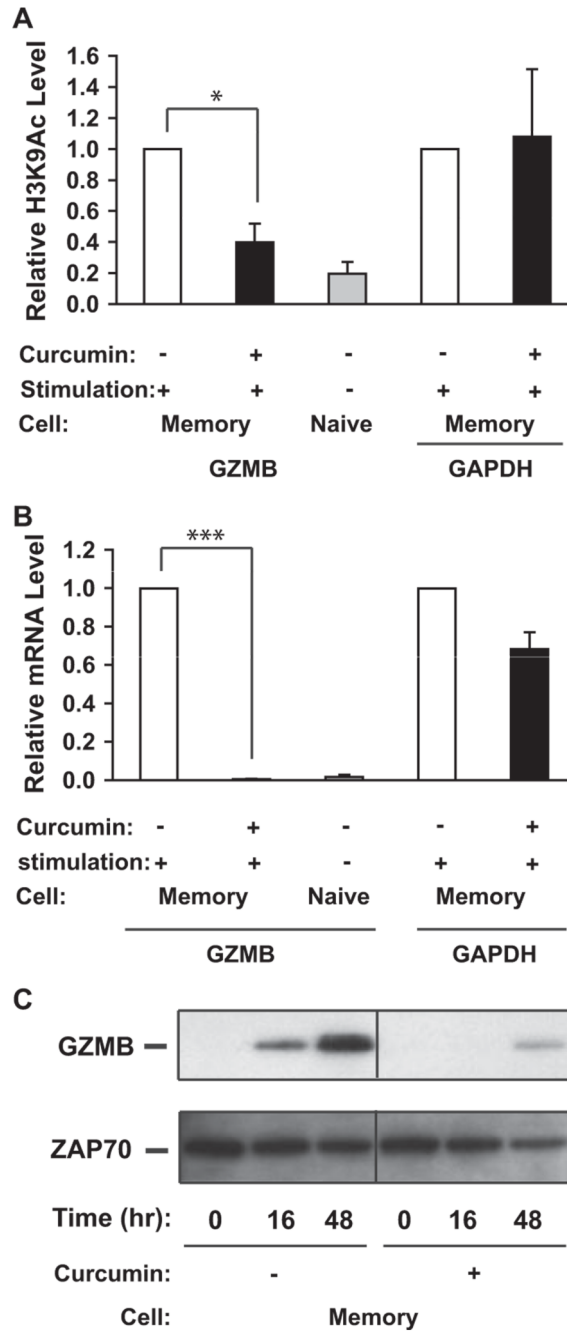 A
Relative H3K9Ac Level
1.6
1.4
1.2
1.0
0.8
0.6
0.4
0.2
0.0
*
Curcumin: - + - - +
Stimulation: + + - + +
Cell: Memory Naive Memory
GZMB GAPDH
B
Relative mRNA Level
1.2
1.0
0.8
0.6
0.4
0.2
0.0
***
Curcumin: - + - - +
stimulation: + + - + +
Cell: Memory Naive Memory
GZMB GAPDH
C
GZMB
ZAP70
Time (hr): 0 16 48 0 16 48
Curcumin: - +
Cell: Memory